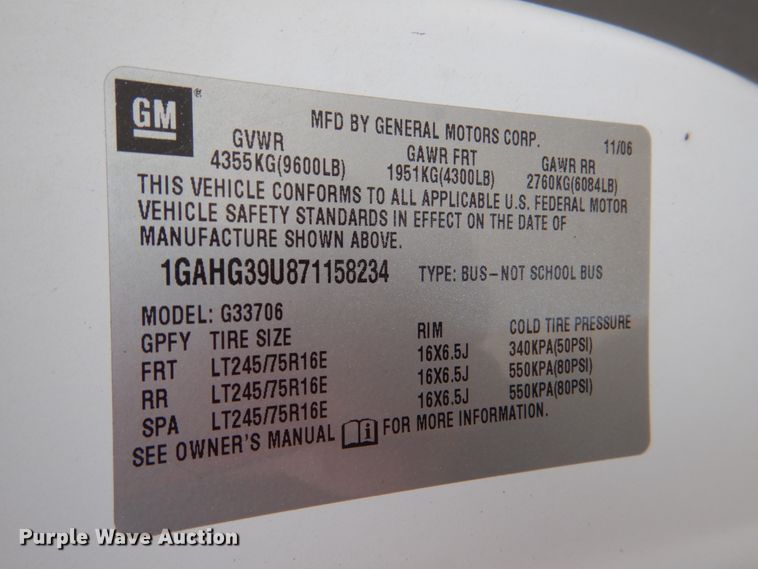 GM ®
MFD BY GENERAL MOTORS CORP. 11/06
GVWR GAWR FRT GAWR RR
4355KG(9600LB) 1951KG(4300LB) 2760KG(6084LB)
THIS VEHICLE CONFORMS TO ALL APPLICABLE U.S. FEDERAL MOTOR
VEHICLE SAFETY STANDARDS IN EFFECT ON THE DATE OF
MANUFACTURE SHOWN ABOVE.
1GAHG39U871158234 TYPE: BUS-NOT SCHOOL BUS
MODEL: G33706
GPFY TIRE SIZE RIM COLD TIRE PRESSURE
FRT LT245/75R16E 16X6.5J 340KPA(50PSI)
RR LT245/75R16E 16X6.5J 550KPA(80PSI)
SPA LT245/75R16E 16X6.5J 550KPA(80PSI)
SEE OWNER'S MANUAL i FOR MORE INFORMATION.
Purple Wave Auction